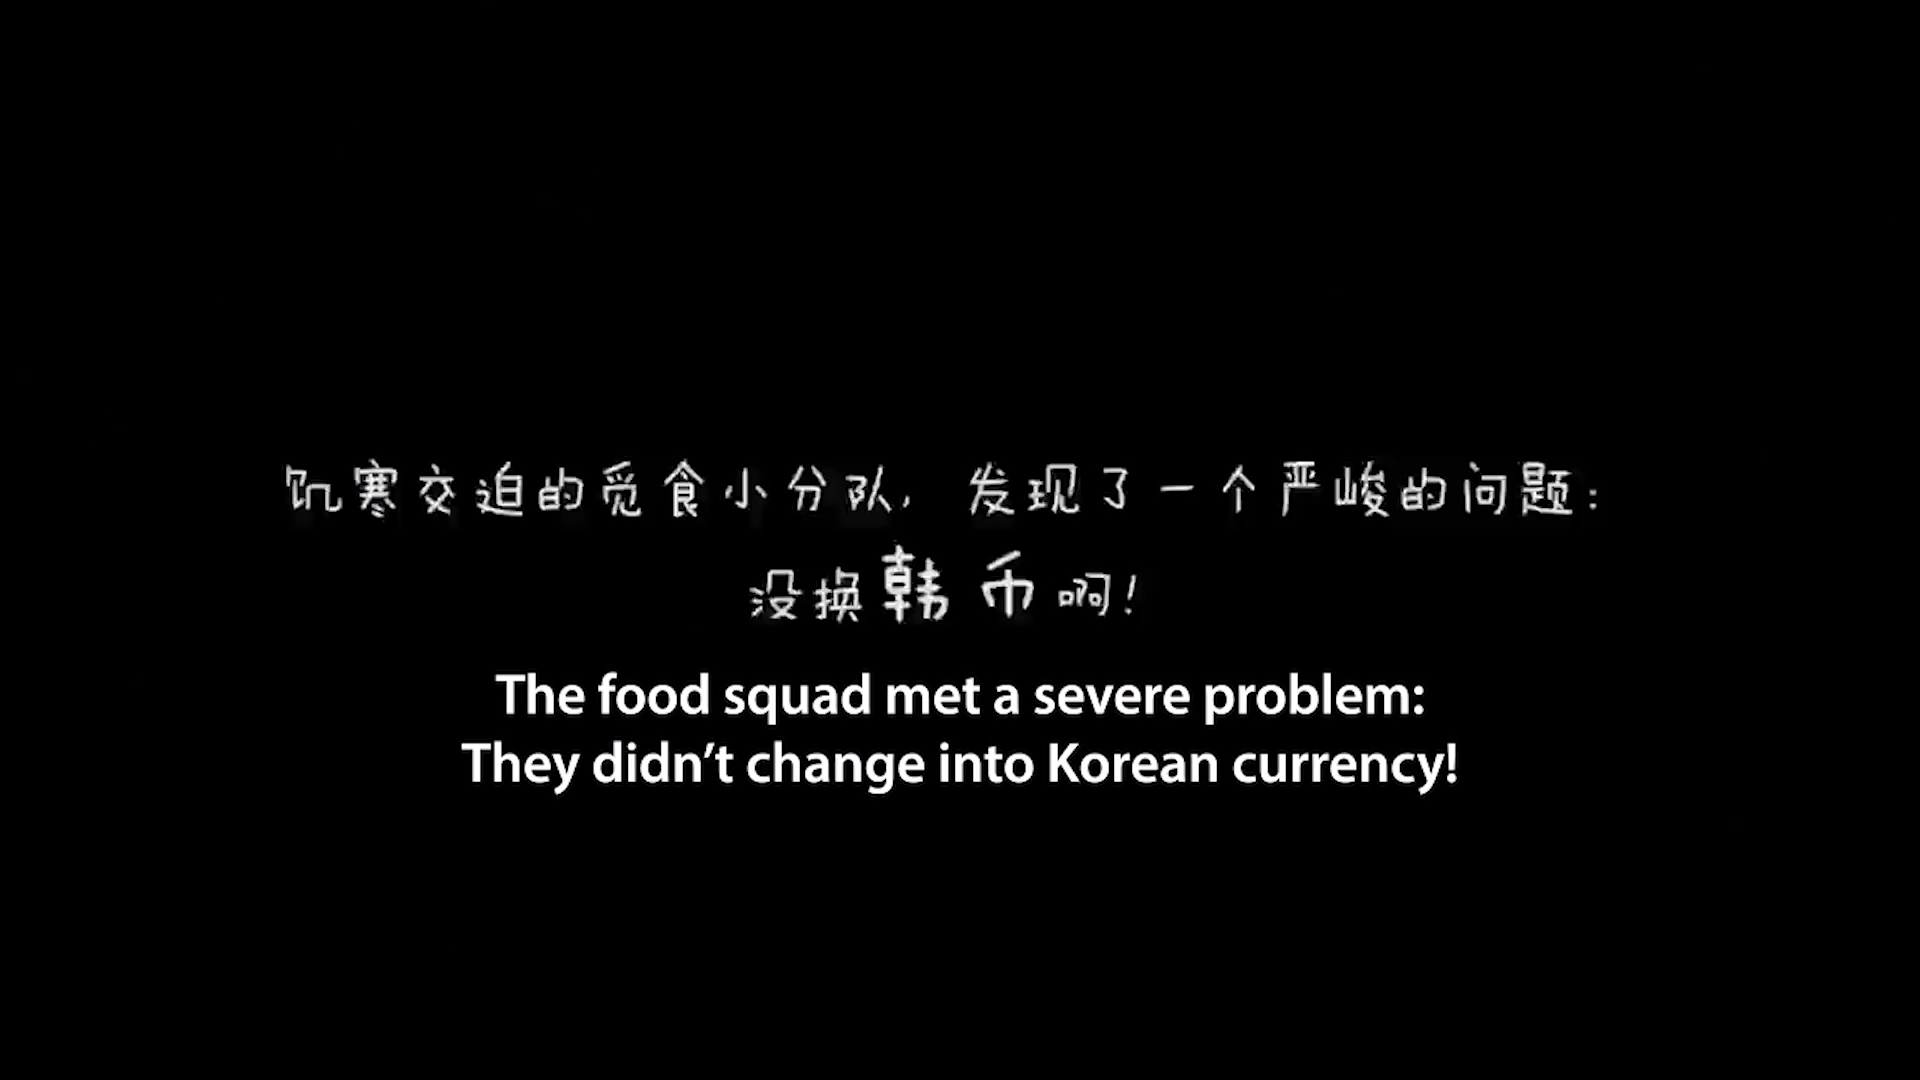 饥寒交迫的觅食小分队，发现了一个严峻的问题：
没换韩币啊！
The food squad met a severe problem:
They didn’t change into Korean currency!